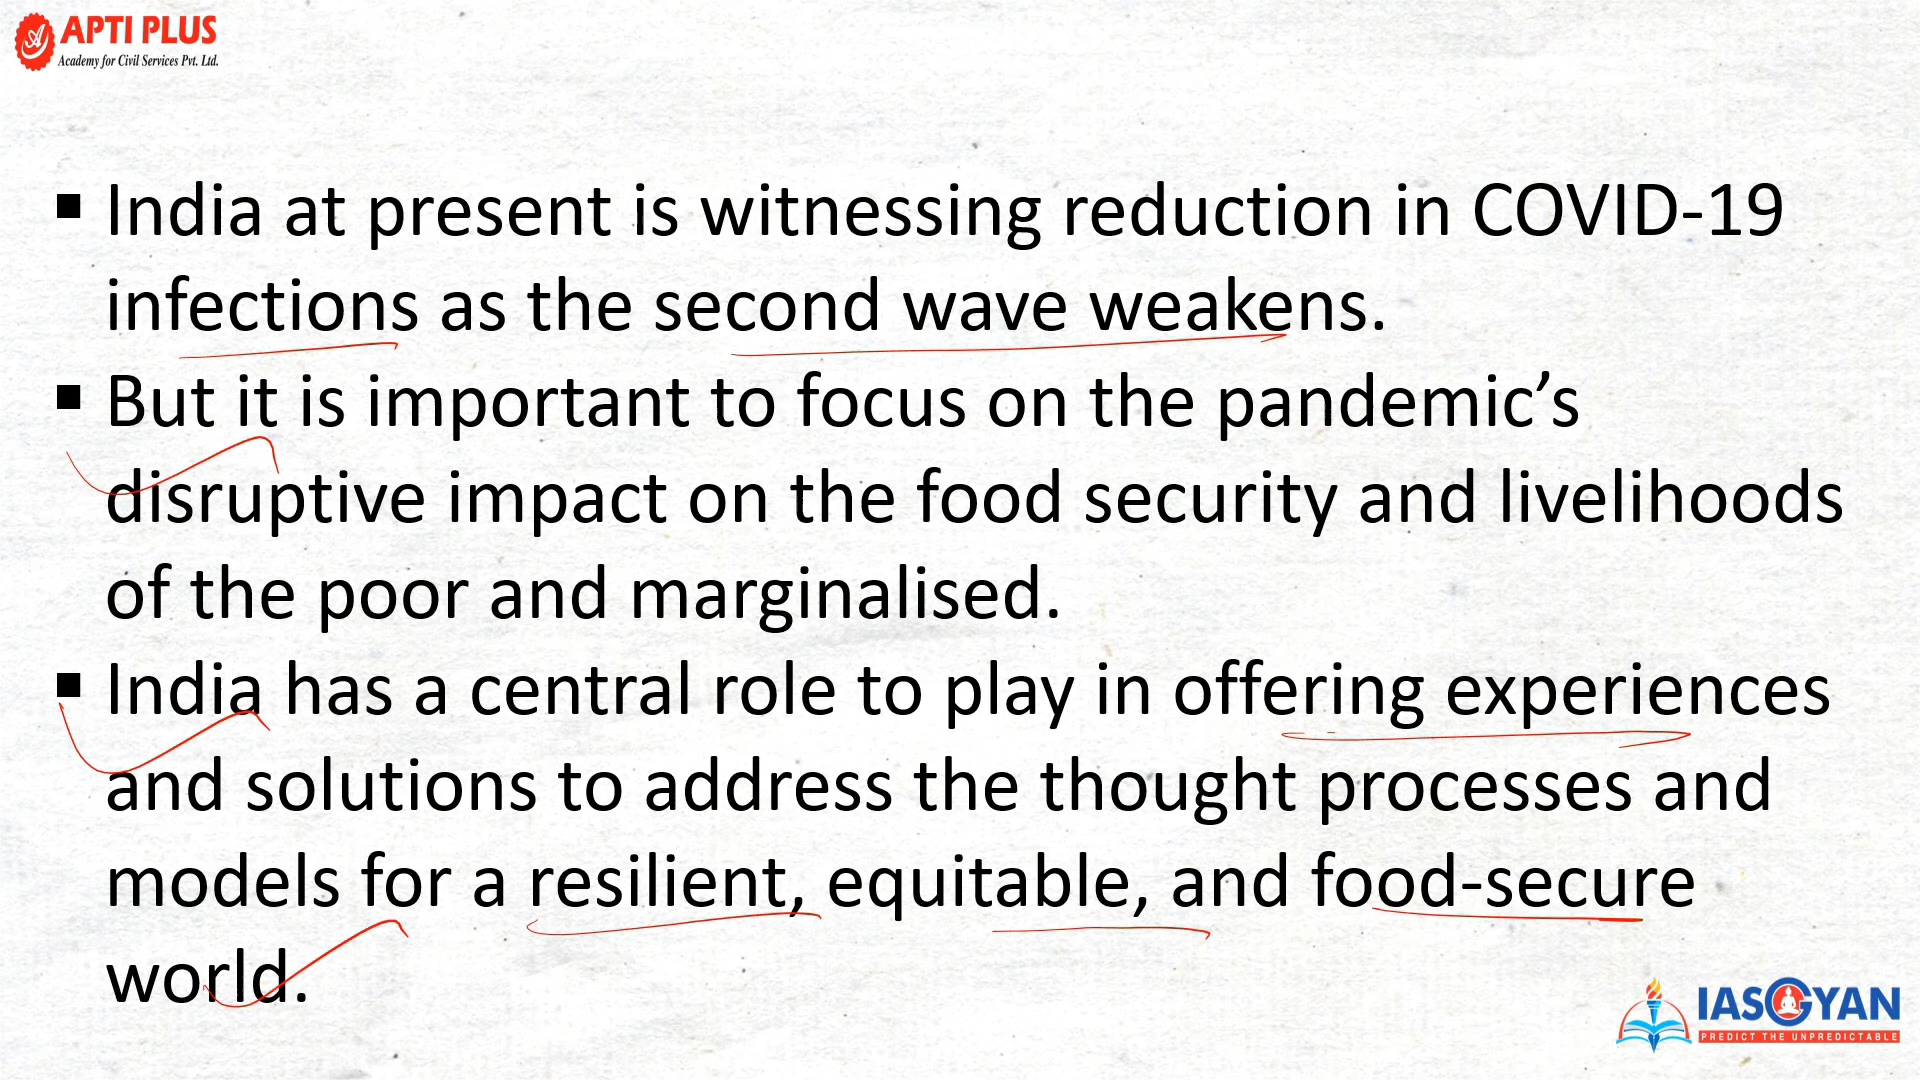 APTI PLUS
Academy for Civil Services Pvt. Ltd.
▪ India at present is witnessing reduction in COVID-19
infections as the second wave weakens.
▪ But it is important to focus on the pandemic’s
disruptive impact on the food security and livelihoods
of the poor and marginalised.
▪ India has a central role to play in offering experiences
and solutions to address the thought processes and
models for a resilient, equitable, and food-secure
world.
IASGYAN
PREDICT THE UNPREDICTABLE